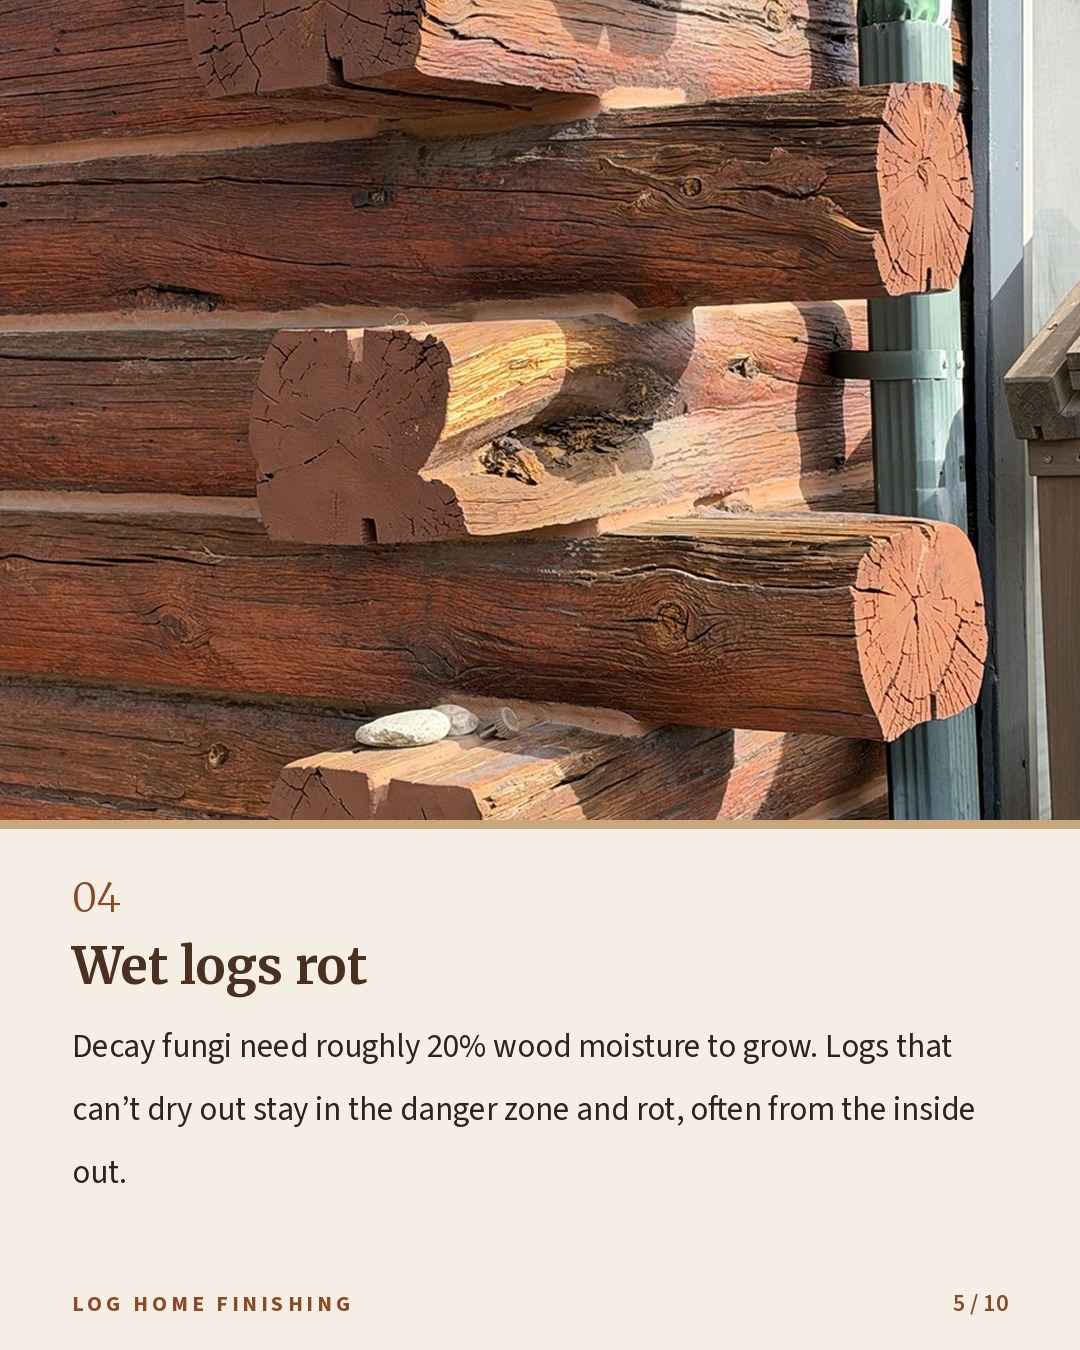 04
Wet logs rot
Decay fungi need roughly 20% wood moisture to grow. Logs that
can’t dry out stay in the danger zone and rot, often from the inside
out.
LOG HOME FINISHING
5 / 10